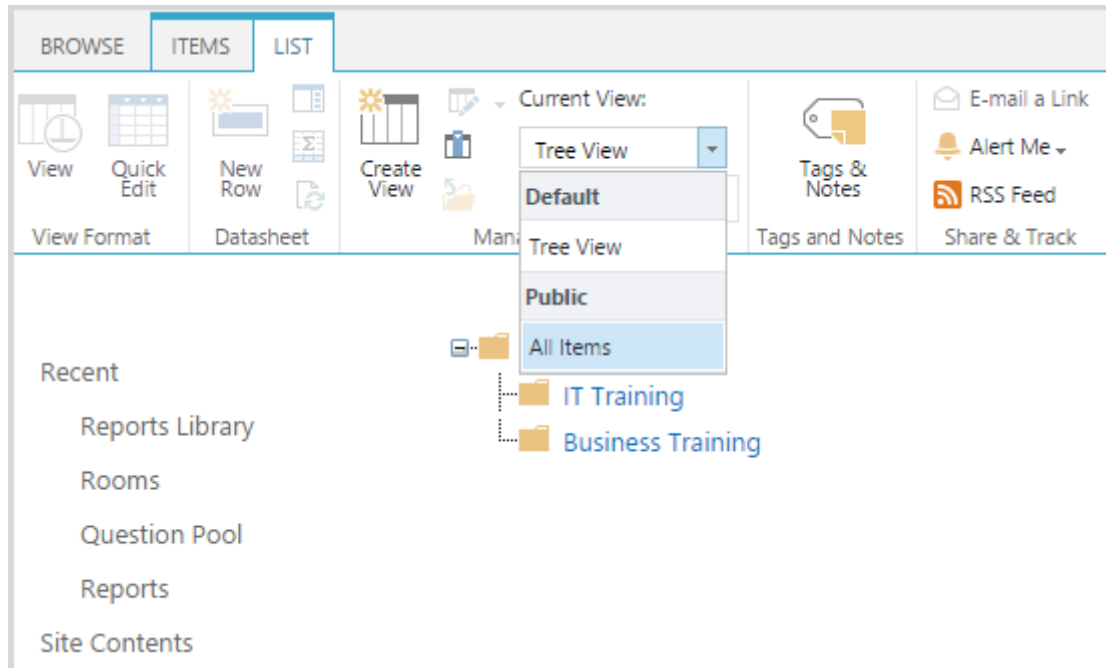 BROWSE
ITEMS
LIST
View
Quick
Edit
View Format
New
Row
Datasheet
Create
View
Current View:
Tree View
Default
Tree View
Public
All Items
Tags &
Notes
Tags and Notes
E-mail a Link
Alert Me
RSS Feed
Share & Track
Recent
Reports Library
Rooms
Question Pool
Reports
Site Contents
IT Training
Business Training